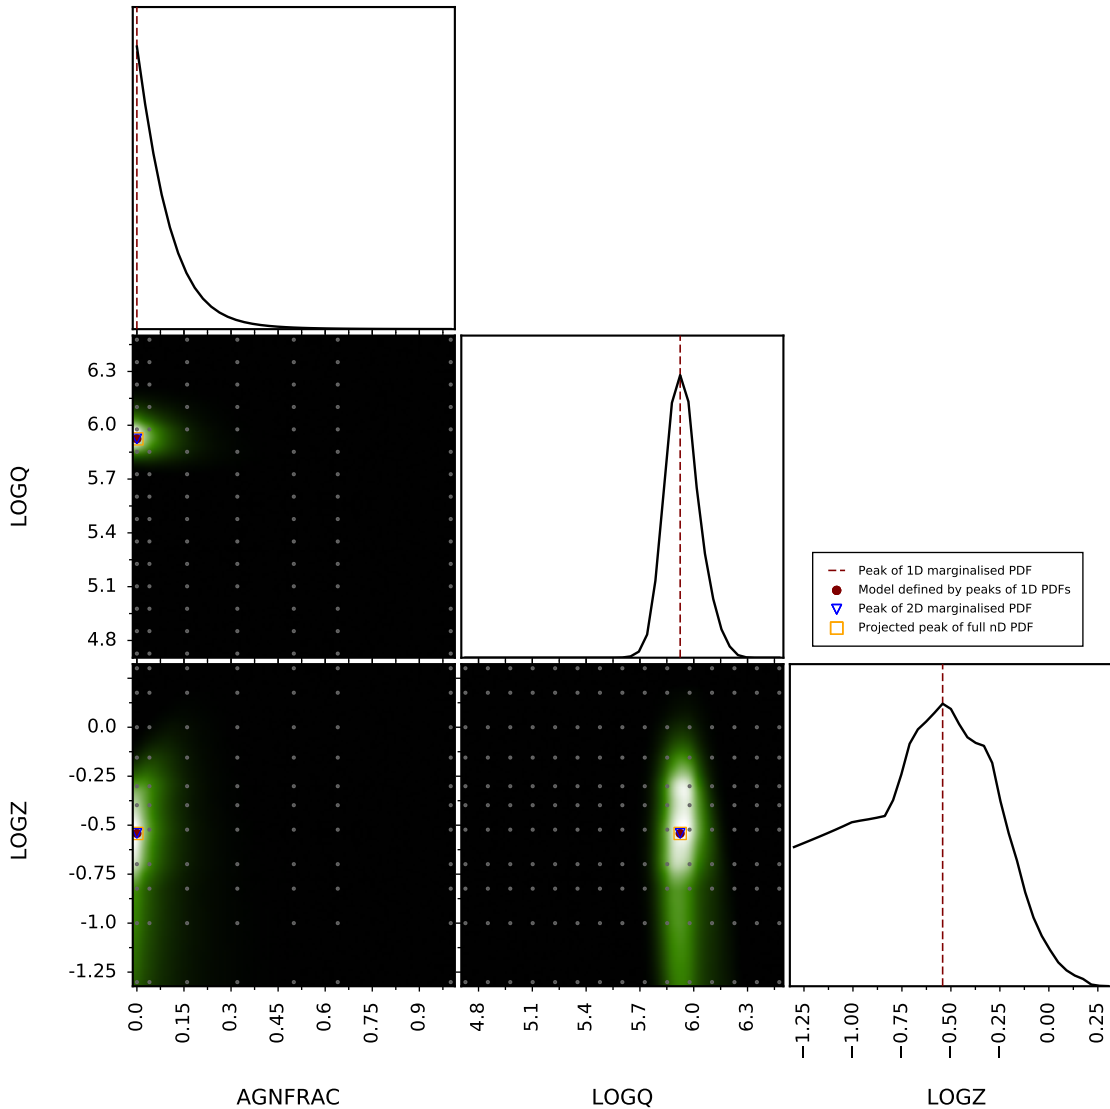 LOGQ
6.3
6.0
5.7
5.4
5.1
4.8
Peak of 1D marginalised PDF
Model defined by peaks of 1D PDFs
Peak of 2D marginalised PDF
Projected peak of full nD PDF
LOGZ
0.0
-0.25
-0.5
-0.75
-1.0
-1.25
0.0 0.15 0.3 0.45 0.6 0.75 0.9
4.8 5.1 5.4 5.7 6.0 6.3
−1.25 −1.00 −0.75 −0.50 −0.25 0.00 0.25
AGNFRAC LOGQ LOGZ